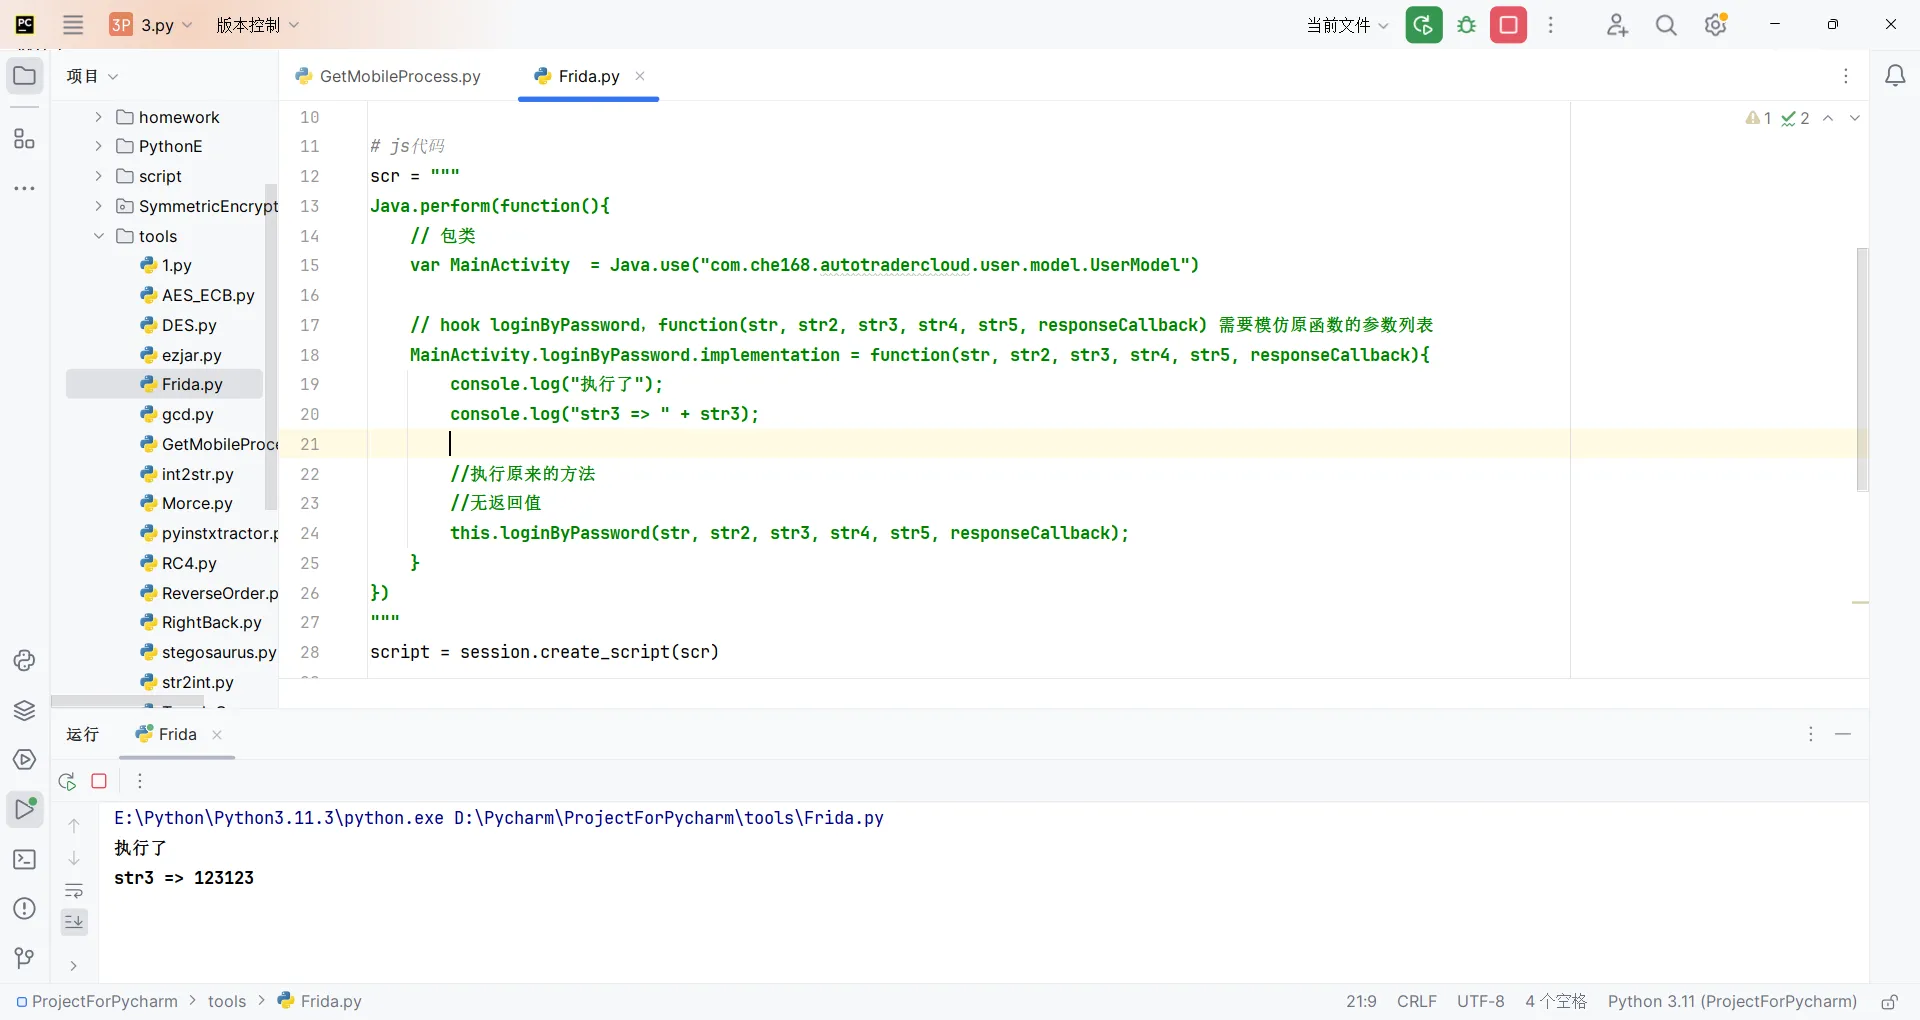 PC 3P 3.py 版本控制 当前文件
项目 GetMobileProcess.py Frida.py
homework
PythonE
script
SymmetricEncrypt
tools
1.py
AES_ECB.py
DES.py
ezjar.py
Frida.py
gcd.py
GetMobileProce
int2str.py
Morce.py
pyinstxtractor.p
RC4.py
ReverseOrder.p
RightBack.py
stegosaurus.py
str2int.py
1 2
10
11 # js代码
12 scr = """
13 Java.perform(function(){
14 // 包类
15 var MainActivity  = Java.use("com.che168.autotradercloud.user.model.UserModel")
16
17 // hook loginByPassword，function(str, str2, str3, str4, str5, responseCallback) 需要模仿原函数的参数列表
18 MainActivity.loginByPassword.implementation = function(str, str2, str3, str4, str5, responseCallback){
19 console.log("执行了");
20 console.log("str3 => " + str3);
21
22 //执行原来的方法
23 //无返回值
24 this.loginByPassword(str, str2, str3, str4, str5, responseCallback);
25 }
26 })
27 """
28 script = session.create_script(scr)
运行 Frida
E:\Python\Python3.11.3\python.exe D:\Pycharm\ProjectForPycharm\tools\Frida.py
执行了
str3 => 123123
ProjectForPycharm > tools > Frida.py 21:9 CRLF UTF-8 4 个空格 Python 3.11 (ProjectForPycharm)